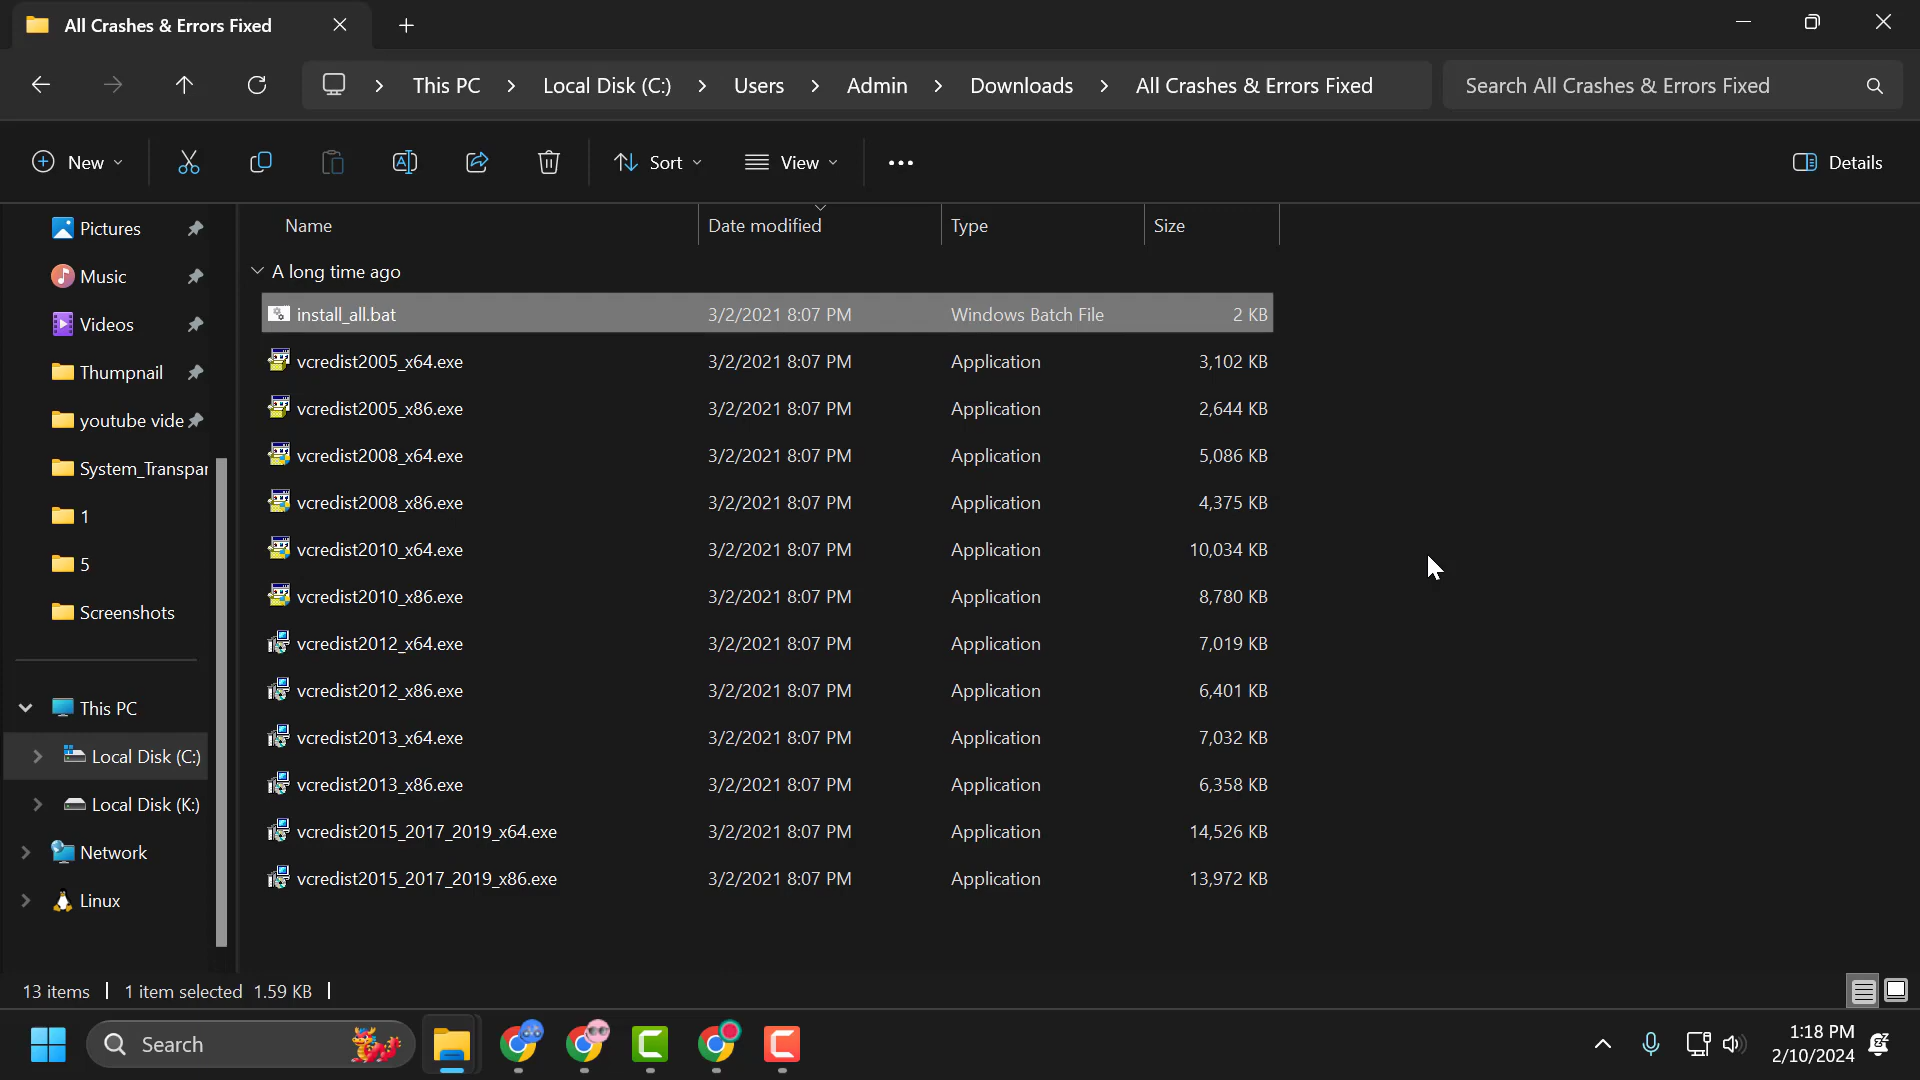 All Crashes & Errors Fixed
This PC > Local Disk (C:) > Users > Admin > Downloads > All Crashes & Errors Fixed
Search All Crashes & Errors Fixed
New
Sort
View
Details
Pictures
Music
Videos
Thumpnail
youtube vide
System_Transpar
1
5
Screenshots
This PC
Local Disk (C:)
Local Disk (K:)
Network
Linux
Name Date modified Type Size
A long time ago
install_all.bat 3/2/2021 8:07 PM Windows Batch File 2 KB
vcredist2005_x64.exe 3/2/2021 8:07 PM Application 3,102 KB
vcredist2005_x86.exe 3/2/2021 8:07 PM Application 2,644 KB
vcredist2008_x64.exe 3/2/2021 8:07 PM Application 5,086 KB
vcredist2008_x86.exe 3/2/2021 8:07 PM Application 4,375 KB
vcredist2010_x64.exe 3/2/2021 8:07 PM Application 10,034 KB
vcredist2010_x86.exe 3/2/2021 8:07 PM Application 8,780 KB
vcredist2012_x64.exe 3/2/2021 8:07 PM Application 7,019 KB
vcredist2012_x86.exe 3/2/2021 8:07 PM Application 6,401 KB
vcredist2013_x64.exe 3/2/2021 8:07 PM Application 7,032 KB
vcredist2013_x86.exe 3/2/2021 8:07 PM Application 6,358 KB
vcredist2015_2017_2019_x64.exe 3/2/2021 8:07 PM Application 14,526 KB
vcredist2015_2017_2019_x86.exe 3/2/2021 8:07 PM Application 13,972 KB
13 items 1 item selected 1.59 KB
Search
1:18 PM
2/10/2024